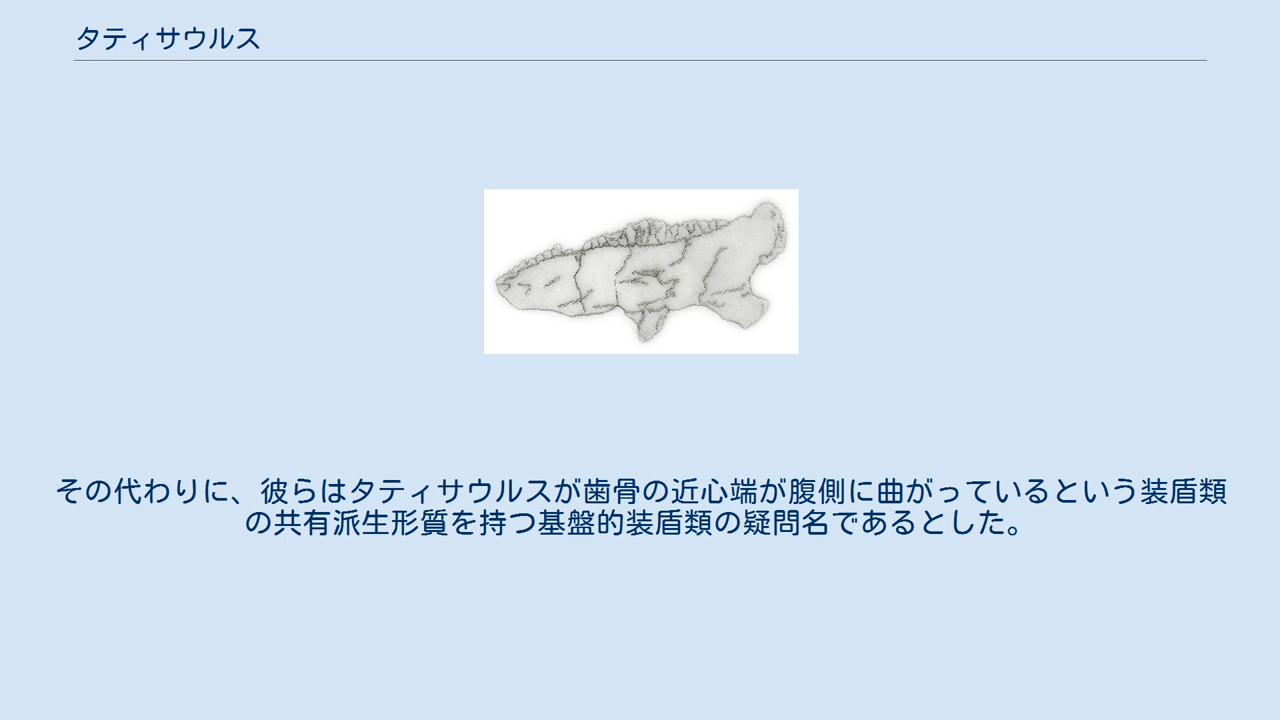 タティサウルス
その代わりに、彼らはタティサウルスが歯骨の近心端が腹側に曲がっているという装盾類
の共有派生形質を持つ基盤的装盾類の疑問名であるとした。